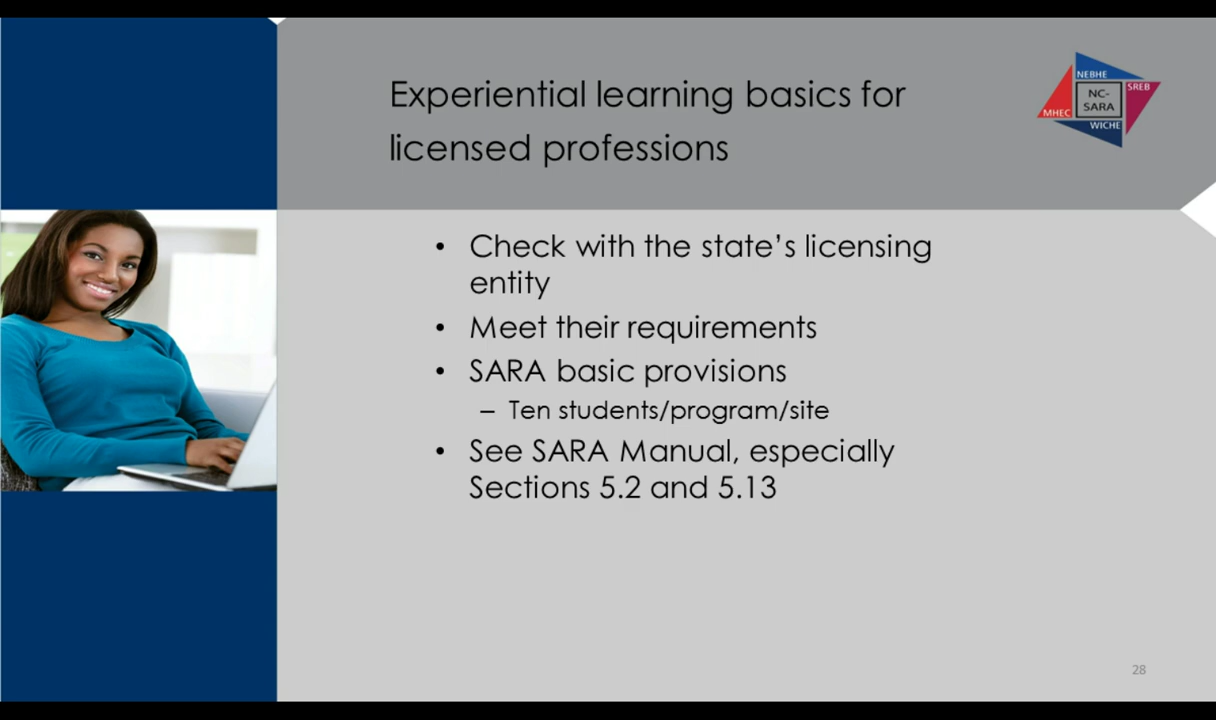 Experiential learning basics for
licensed professions
NEBHE
NC-
SARA
SREB
MHEC
WICHE
• Check with the state’s licensing
entity
• Meet their requirements
• SARA basic provisions
– Ten students/program/site
• See SARA Manual, especially
Sections 5.2 and 5.13
28